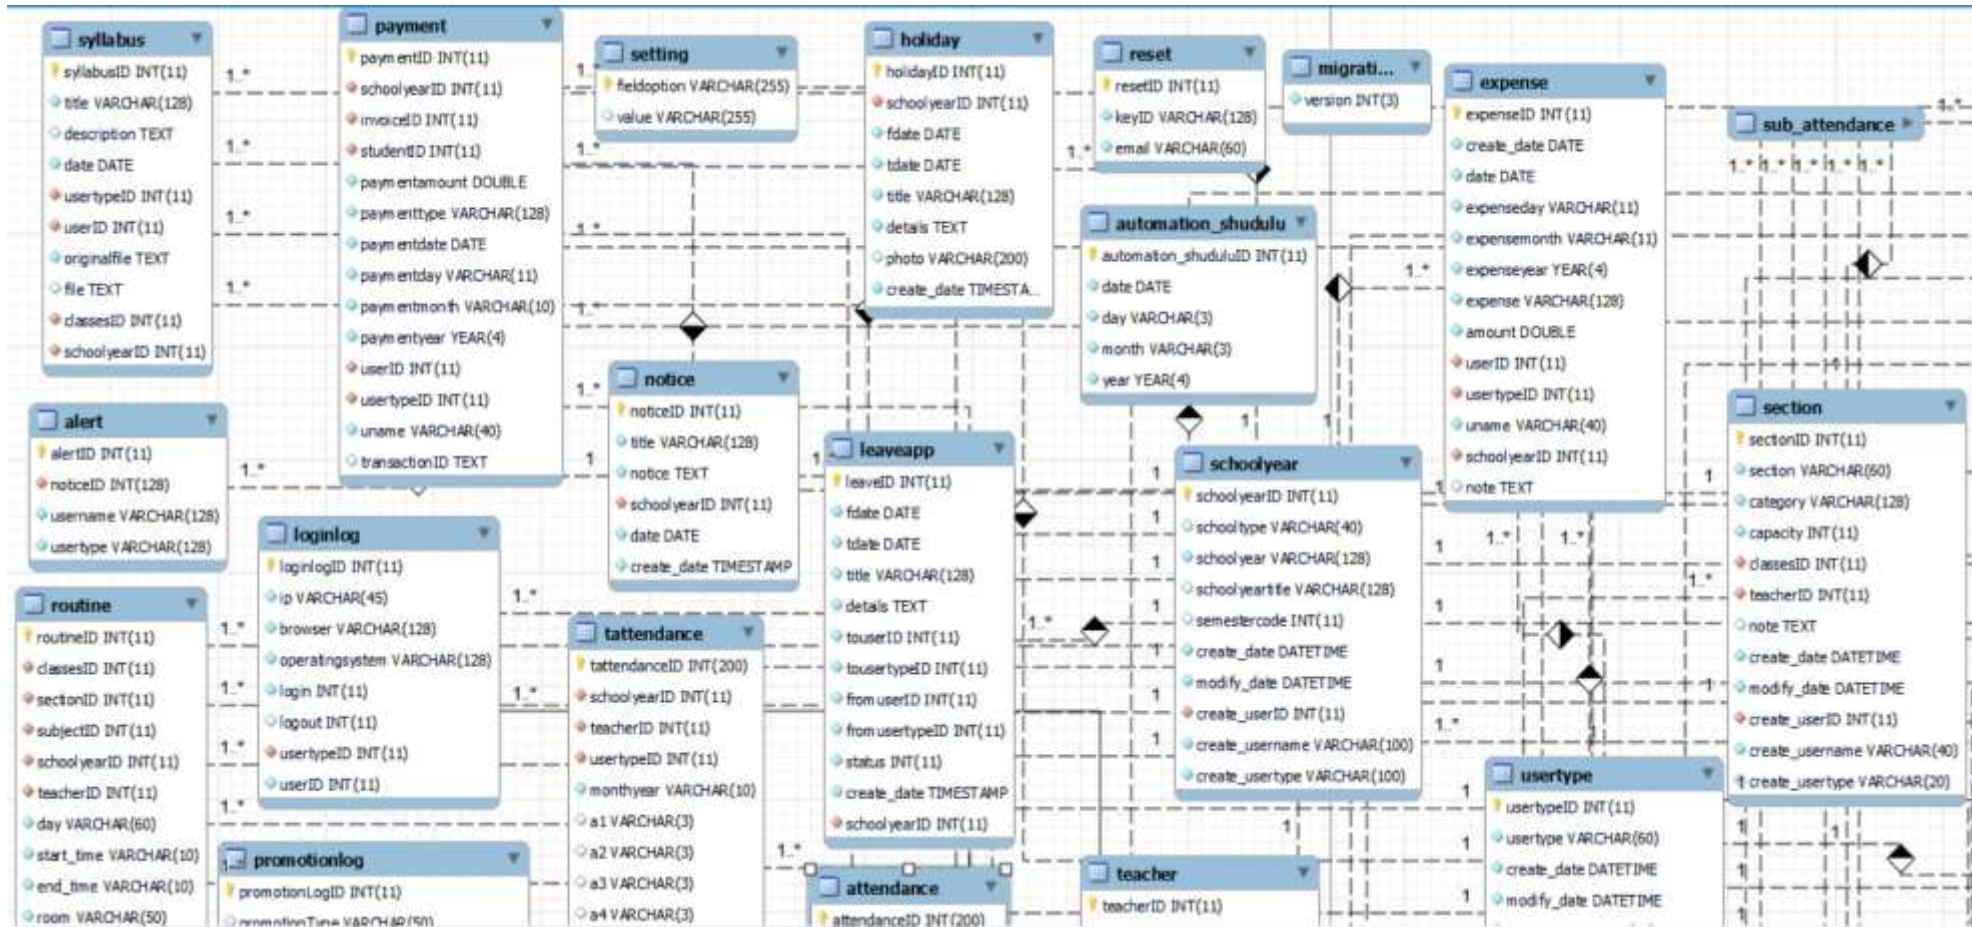 syllabus
syllabusID INT(11)
title VARCHAR(128)
description TEXT
date DATE
usertypeID INT(11)
userID INT(11)
originalfile TEXT
file TEXT
classesID INT(11)
schoolyearID INT(11)
payment
paymentID INT(11)
schoolyearID INT(11)
invoiceID INT(11)
studentID INT(11)
paymentamount DOUBLE
paymenttype VARCHAR(128)
paymentdate DATE
paymentday VARCHAR(11)
paymentmonth VARCHAR(10)
paymentyear YEAR(4)
userID INT(11)
usertypeID INT(11)
uname VARCHAR(40)
transactionID TEXT
setting
fieldoption VARCHAR(255)
value VARCHAR(255)
holiday
holidayID INT(11)
schoolyearID INT(11)
fdate DATE
tdate DATE
title VARCHAR(128)
details TEXT
photo VARCHAR(200)
create_date TIMESTA...
reset
resetID INT(11)
keyID VARCHAR(128)
email VARCHAR(60)
migrati...
version INT(3)
expense
expenseID INT(11)
create_date DATE
date DATE
expenseday VARCHAR(11)
expensemonth VARCHAR(11)
expenseyear YEAR(4)
expense VARCHAR(128)
amount DOUBLE
userID INT(11)
usertypeID INT(11)
uname VARCHAR(40)
schoolyearID INT(11)
note TEXT
sub_attendance
automation_shudulu
automation_shuduluID INT(11)
date DATE
day VARCHAR(3)
month VARCHAR(3)
year YEAR(4)
alert
alertID INT(11)
noticeID INT(128)
username VARCHAR(128)
usertype VARCHAR(128)
notice
noticeID INT(11)
title VARCHAR(128)
notice TEXT
schoolyearID INT(11)
date DATE
create_date TIMESTAMP
leaveapp
leaveID INT(11)
fdate DATE
tdate DATE
title VARCHAR(128)
details TEXT
touserID INT(11)
tousertypeID INT(11)
fromuserID INT(11)
fromusertypeID INT(11)
status INT(11)
create_date TIMESTAMP
schoolyearID INT(11)
schoolyear
schoolyearID INT(11)
schooltype VARCHAR(40)
schoolyear VARCHAR(128)
schoolyeartitle VARCHAR(128)
semestercode INT(11)
create_date DATETIME
modify_date DATETIME
create_userID INT(11)
create_username VARCHAR(100)
create_usertype VARCHAR(100)
section
sectionID INT(11)
section VARCHAR(60)
category VARCHAR(128)
capacity INT(11)
classesID INT(11)
teacherID INT(11)
note TEXT
create_date DATETIME
modify_date DATETIME
create_userID INT(11)
create_username VARCHAR(40)
create_usertype VARCHAR(20)
loginlog
loginlogID INT(11)
ip VARCHAR(45)
browser VARCHAR(128)
operatingsystem VARCHAR(128)
login INT(11)
logout INT(11)
usertypeID INT(11)
userID INT(11)
routine
routineID INT(11)
classesID INT(11)
sectionID INT(11)
subjectID INT(11)
schoolyearID INT(11)
teacherID INT(11)
day VARCHAR(60)
start_time VARCHAR(10)
end_time VARCHAR(10)
room VARCHAR(50)
tattendance
tattendanceID INT(200)
schoolyearID INT(11)
teacherID INT(11)
usertypeID INT(11)
monthyear VARCHAR(10)
a1 VARCHAR(3)
a2 VARCHAR(3)
a3 VARCHAR(3)
a4 VARCHAR(3)
promotionlog
promotionLogID INT(11)
promotionType VARCHAR(50)
attendance
attendanceID INT(200)
teacher
teacherID INT(11)
usertype
usertypeID INT(11)
usertype VARCHAR(60)
create_date DATETIME
modify_date DATETIME